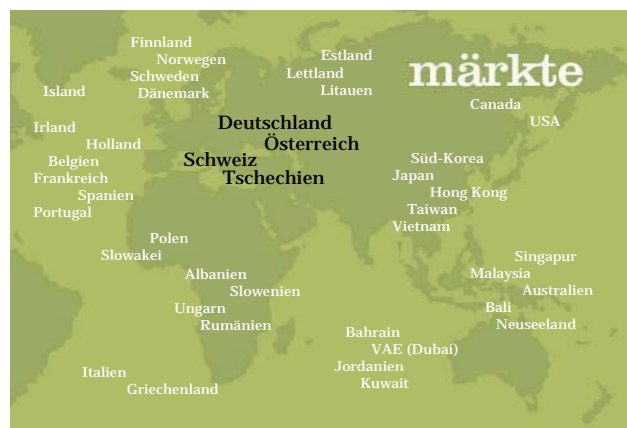 märkte
Finnland
Norwegen
Schweden
Dänemark
Estland
Lettland
Litauen
Island
Canada
USA
Irland
Holland
Belgien
Frankreich
Spanien
Portugal
Deutschland
Österreich
Schweiz
Tschechien
Süd-Korea
Japan
Hong Kong
Taiwan
Vietnam
Polen
Slowakei
Albanien
Slowenien
Ungarn
Rumänien
Singapur
Malaysia
Australien
Bali
Neuseeland
Bahrain
VAE (Dubai)
Jordanien
Kuwait
Italien
Griechenland